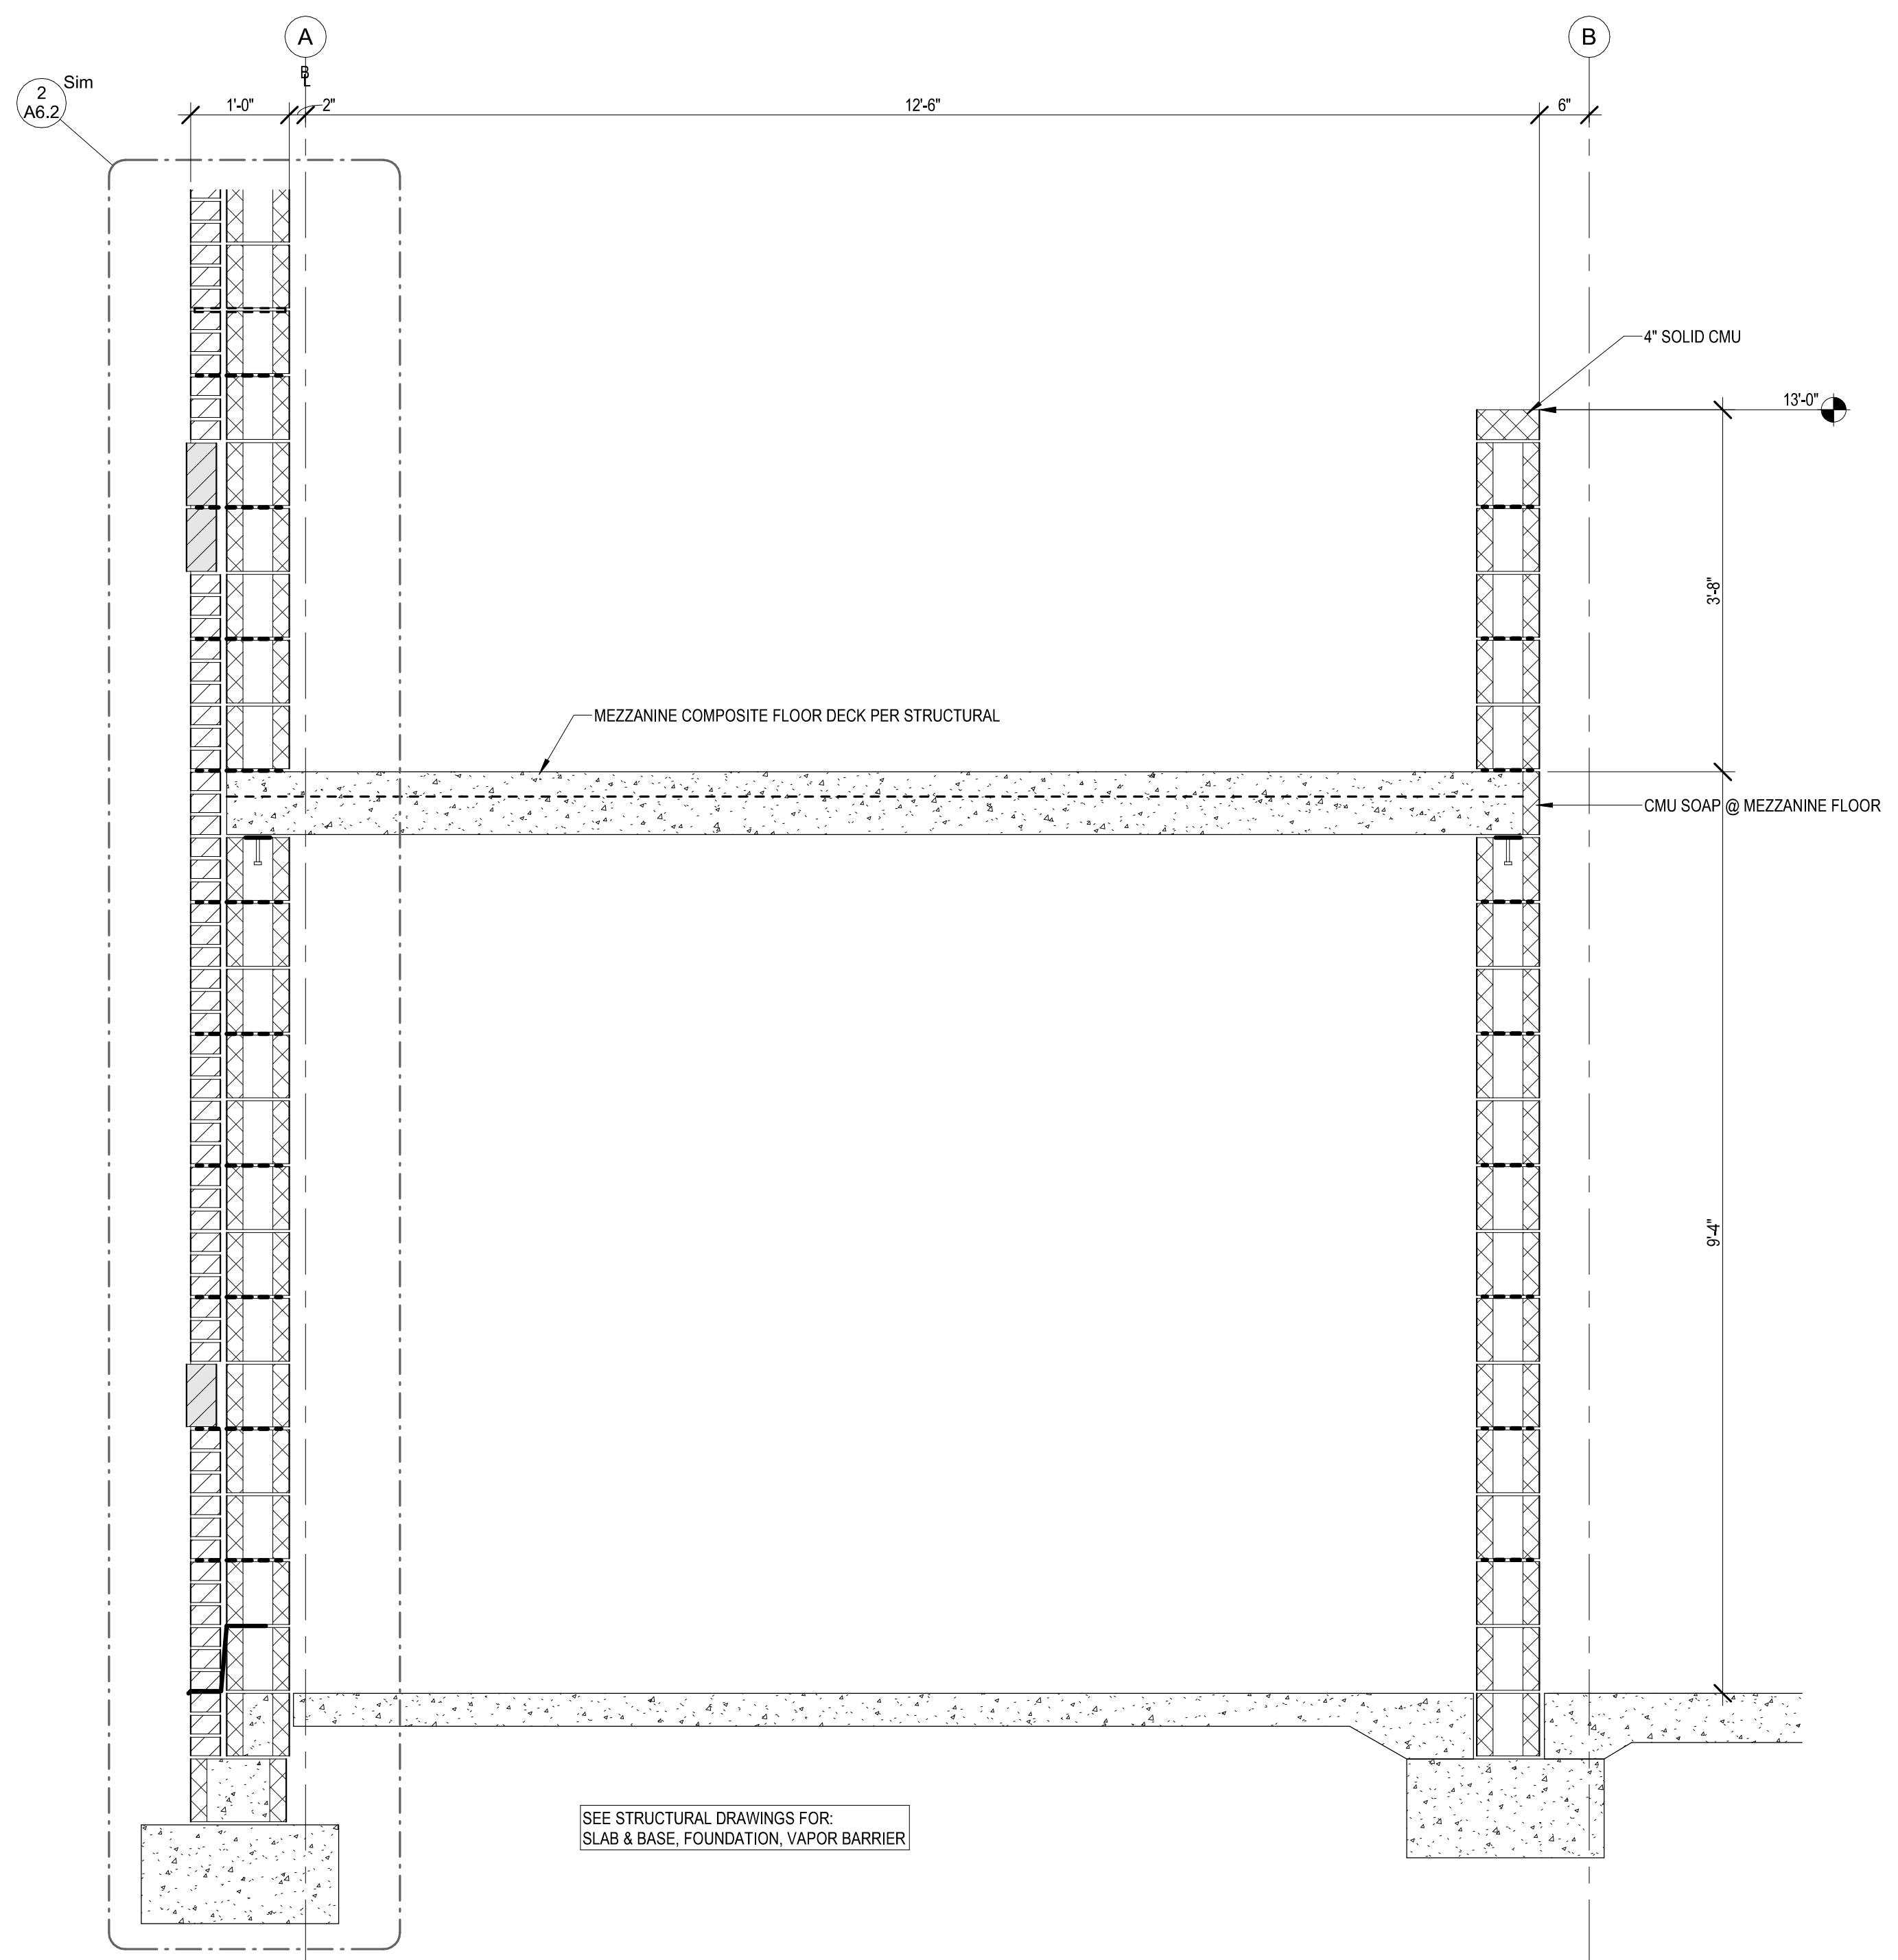 A
B
B
L
2
A6.2
Sim
1'-0"
2"
12'-6"
6"
4" SOLID CMU
13'-0"
3'-8"
MEZZANINE COMPOSITE FLOOR DECK PER STRUCTURAL
CMU SOAP @ MEZZANINE FLOOR
9'-4"
SEE STRUCTURAL DRAWINGS FOR:
SLAB & BASE, FOUNDATION, VAPOR BARRIER